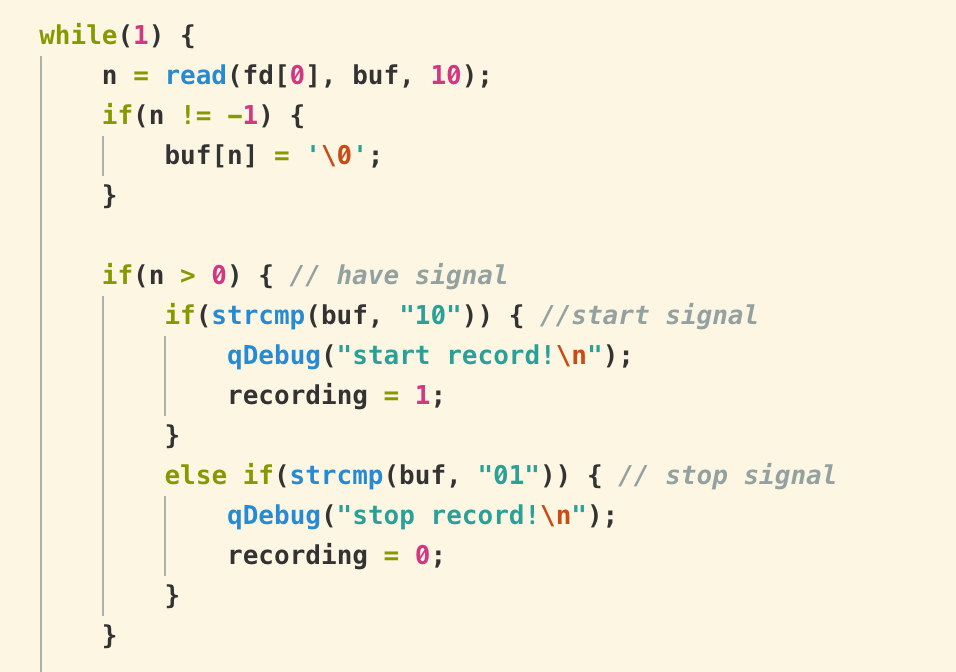 while(1) {
    n = read(fd[0], buf, 10);
    if(n != -1) {
        buf[n] = '\0';
    }

    if(n > 0) { // have signal
        if(strcmp(buf, "10")) { //start signal
            qDebug("start record!\n");
            recording = 1;
        }
        else if(strcmp(buf, "01")) { // stop signal
            qDebug("stop record!\n");
            recording = 0;
        }
    }